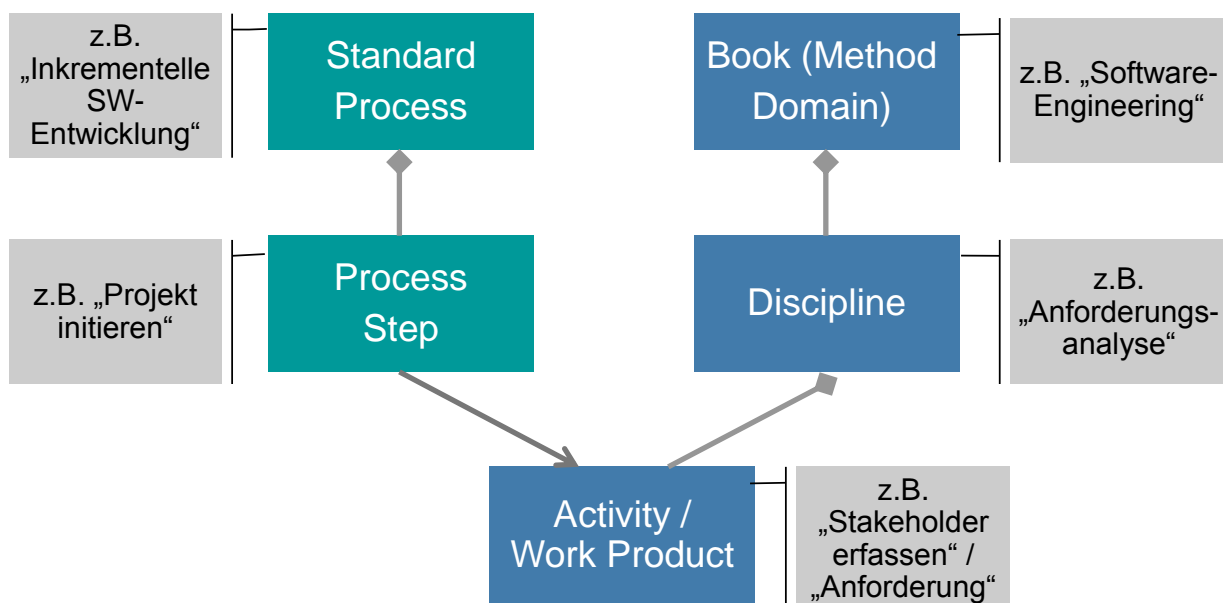 z.B.
„Inkrementelle
SW-
Entwicklung“
Standard
Process
Book (Method
Domain)
z.B. „Software-
Engineering“
z.B. „Projekt
initieren“
Process
Step
Discipline
z.B.
„Anforderungs-
analyse“
Activity /
Work Product
z.B.
„Stakeholder
erfassen“ /
„Anforderung“